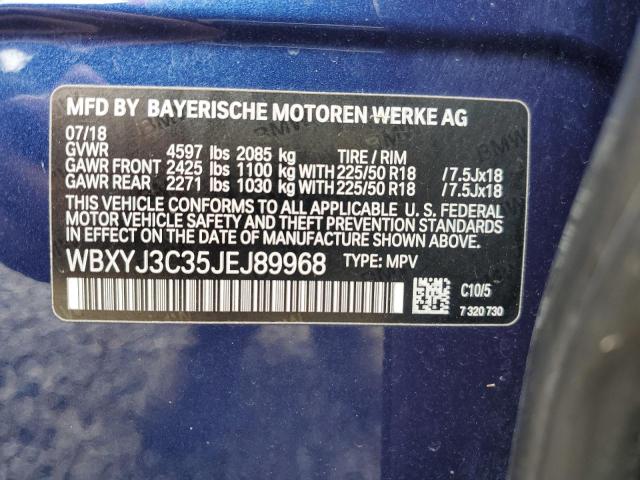 MFD BY BAYERISCHE MOTOREN WERKE AG
07/18
GVWR 4597 lbs 2085 kg TIRE / RIM
GAWR FRONT 2425 lbs 1100 kg WITH 225/50 R18 /7.5Jx18
GAWR REAR 2271 lbs 1030 kg WITH 225/50 R18 /7.5Jx18
THIS VEHICLE CONFORMS TO ALL APPLICABLE U. S. FEDERAL
MOTOR VEHICLE SAFETY AND THEFT PREVENTION STANDARDS
IN EFFECT ON THE DATE OF MANUFACTURE SHOWN ABOVE.
WBXYJ3C35JEJ89968 TYPE: MPV
C10/5
7 320 730